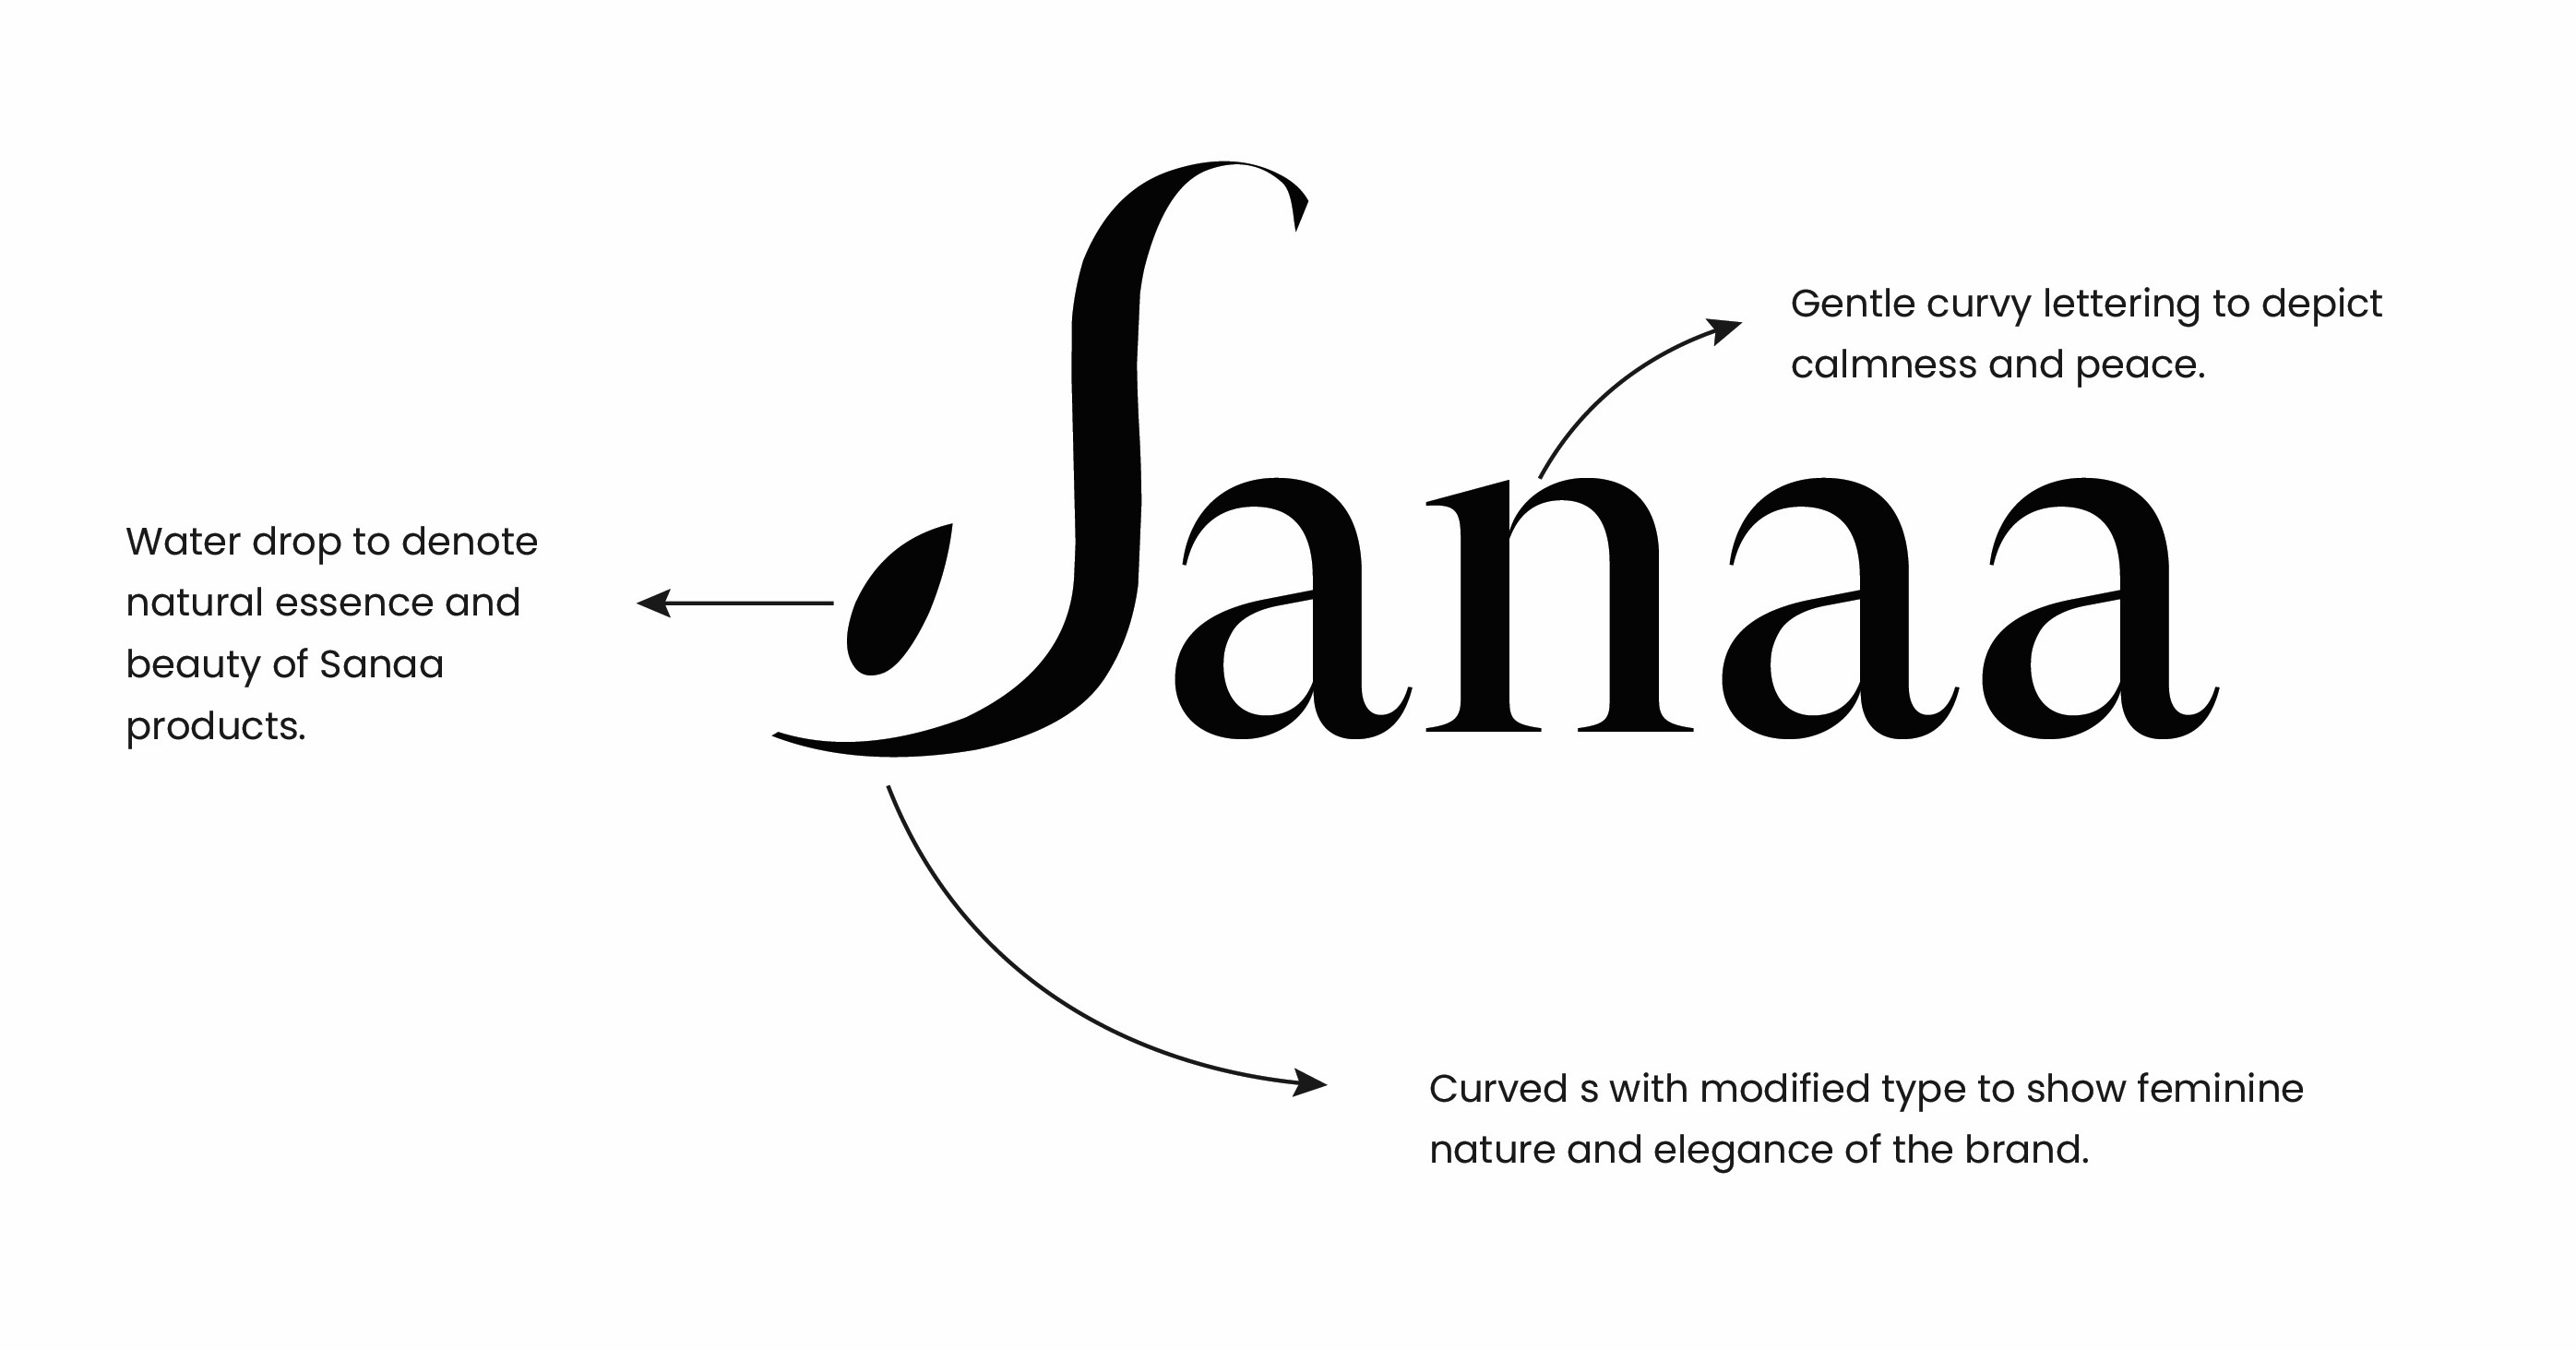 Sanaa
Gentle curvy lettering to depict
calmness and peace.
Water drop to denote
natural essence and
beauty of Sanaa
products.
Curved s with modified type to show feminine
nature and elegance of the brand.